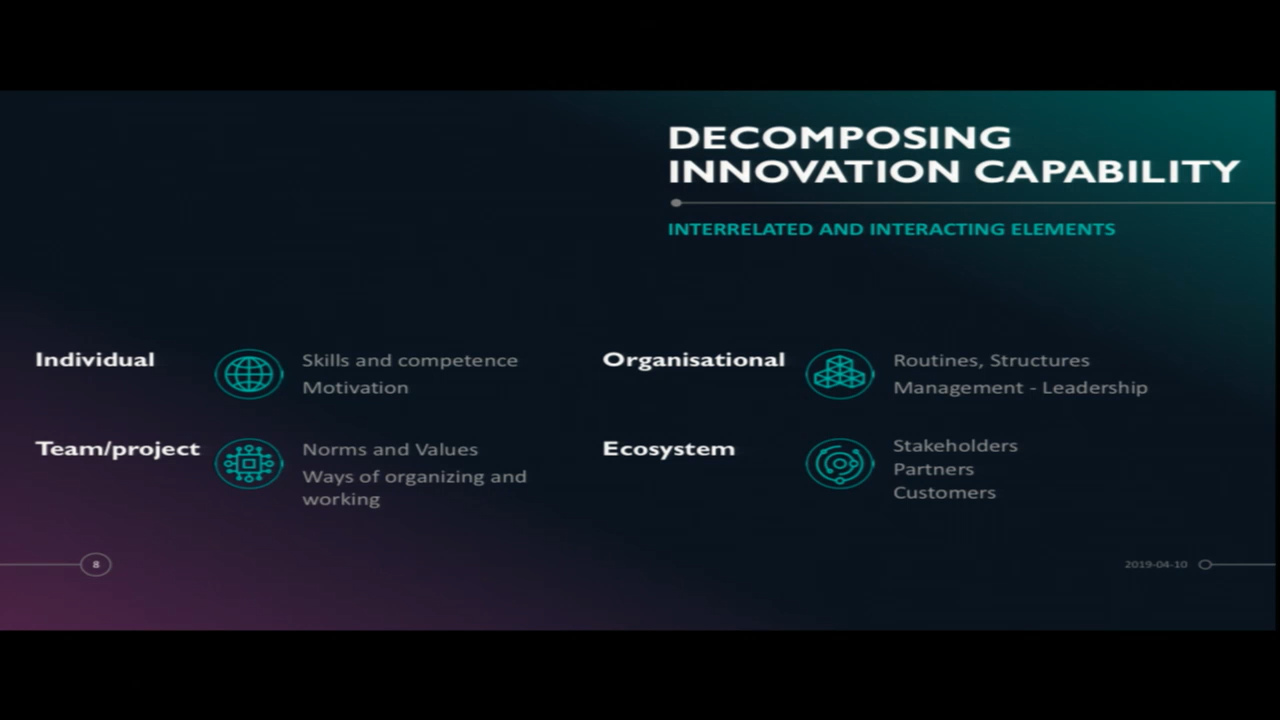 DECOMPOSING
INNOVATION CAPABILITY
INTERRELATED AND INTERACTING ELEMENTS
Individual
Skills and competence
Motivation
Organisational
Routines, Structures
Management - Leadership
Team/project
Norms and Values
Ways of organizing and
working
Ecosystem
Stakeholders
Partners
Customers
8
2019-04-10